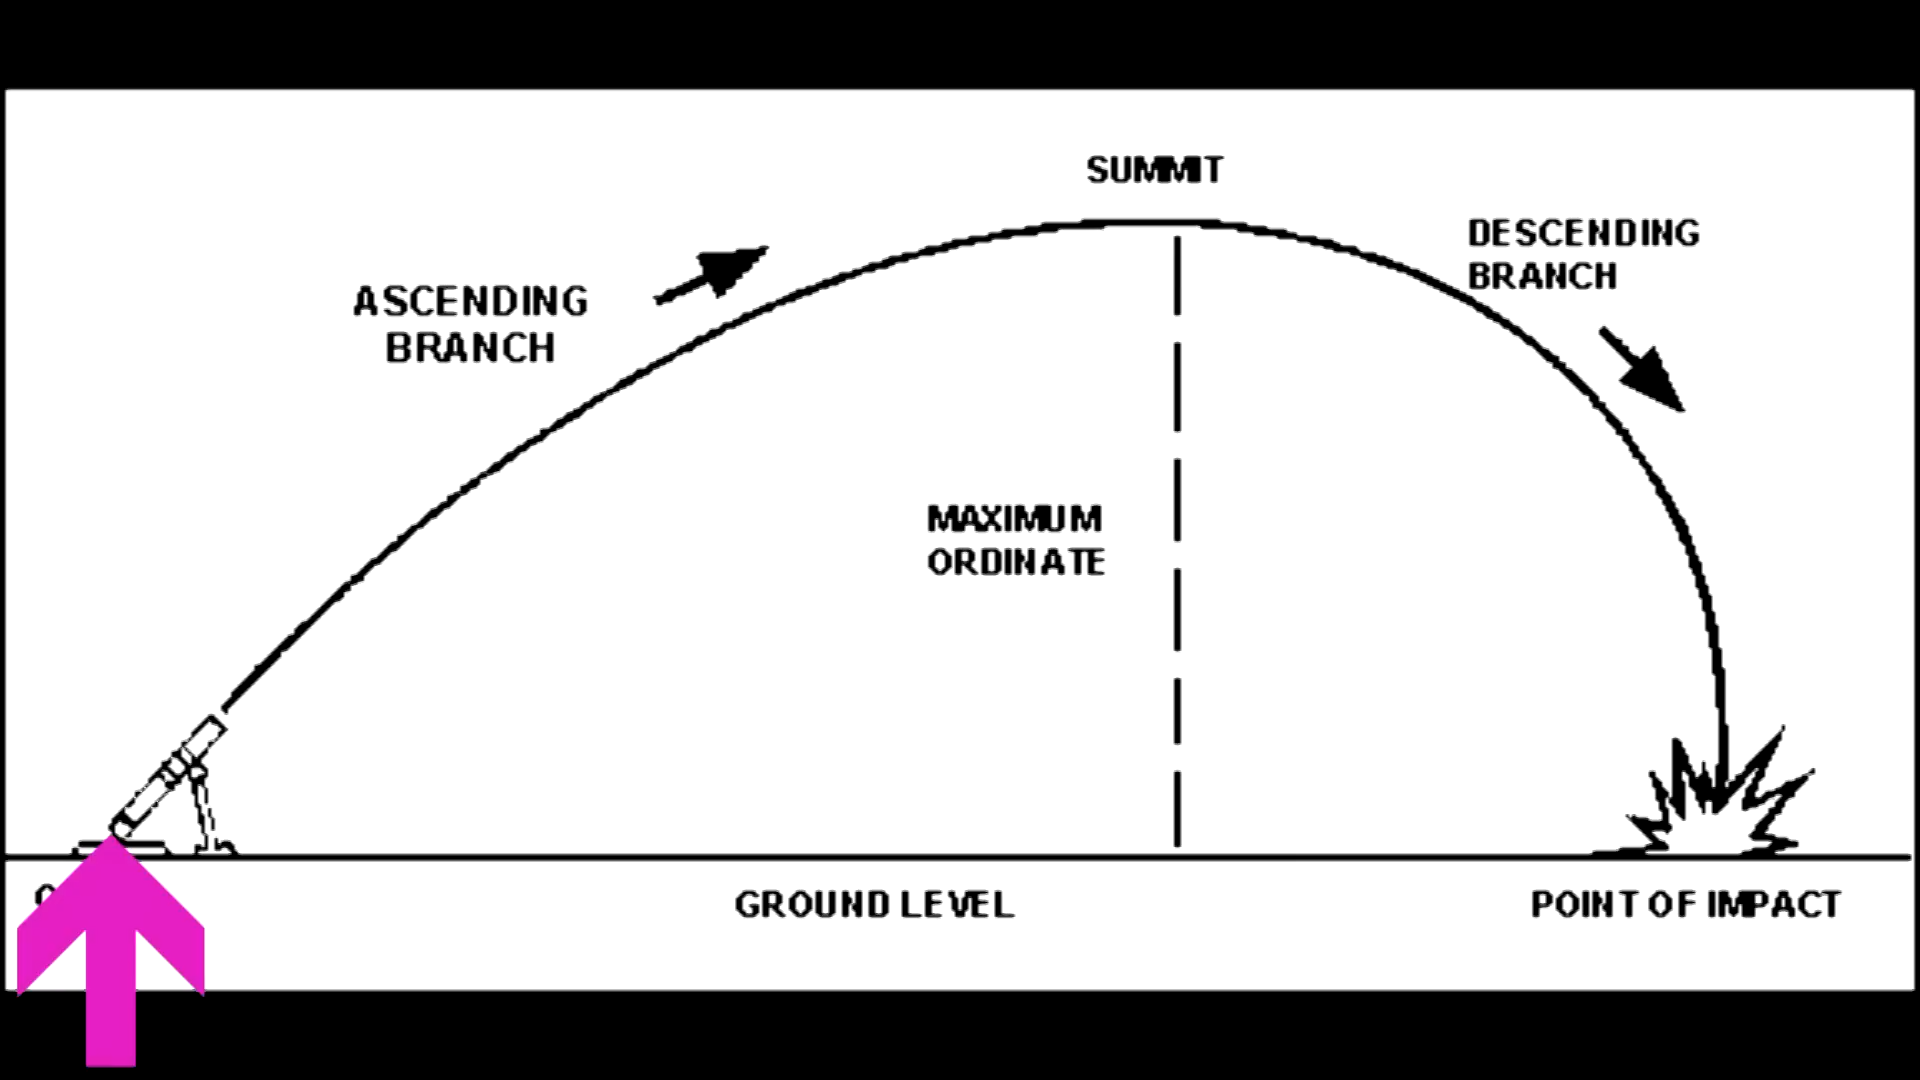 SUMMIT
DESCENDING
BRANCH
ASCENDING
BRANCH
MAXIMUM
ORDINATE
GROUND LEVEL
POINT OF IMPACT